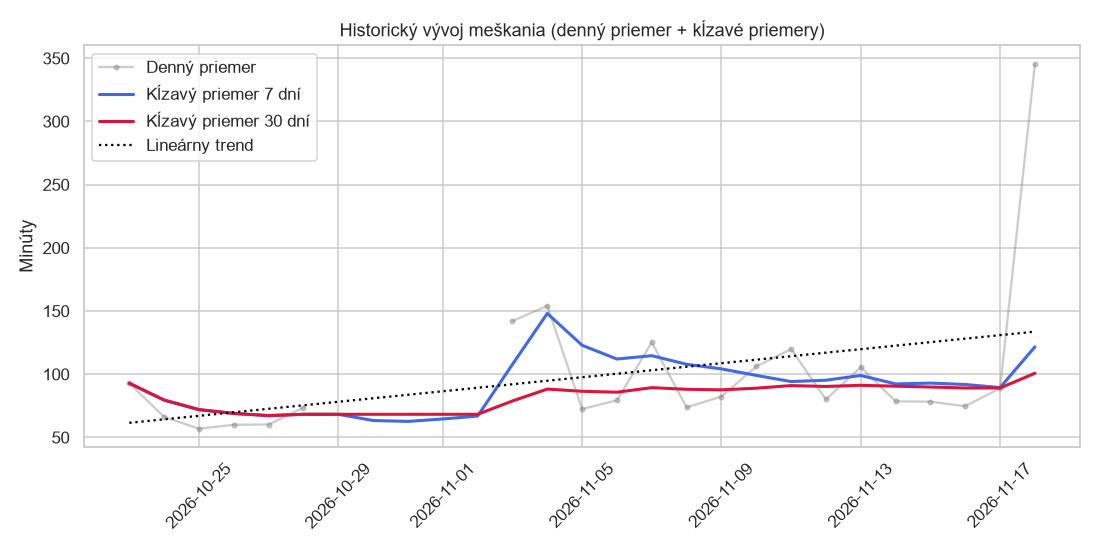 Historický vývoj meškania (denný priemer + kĺzavé priemery)
Denný priemer
Kĺzavý priemer 7 dní
Kĺzavý priemer 30 dní
Lineárny trend
Minúty
350
300
250
200
150
100
50
2026-10-25
2026-10-29
2026-11-01
2026-11-05
2026-11-09
2026-11-13
2026-11-17